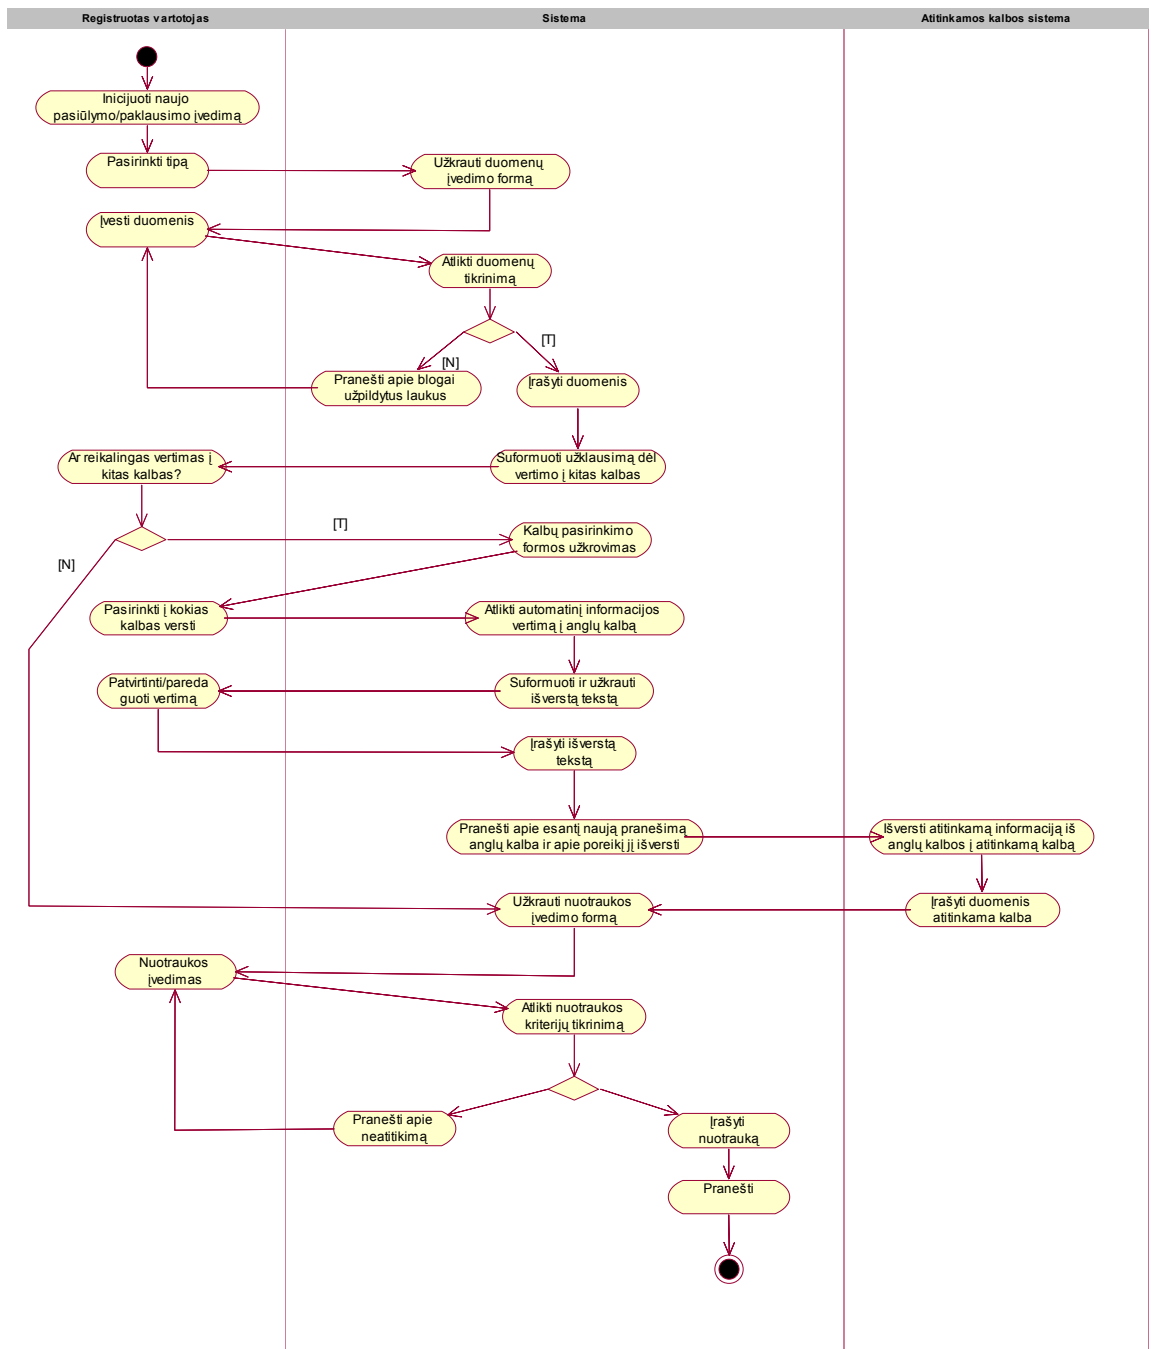 Registruotas vartotojas
Sistema
Atitinkamos kalbos sistema
Inicijuoti naujo
pasiūlymo/paklausimo įvedimą
Pasirinkti tipą
Užkrauti duomenų
įvedimo formą
Įvesti duomenis
Atlikti duomenų
tikrinimą
[T]
[N]
Pranešti apie blogai
užpildytus laukus
Įrašyti duomenis
Ar reikalingas vertimas į
kitas kalbas?
Suformuoti užklausimą dėl
vertimo į kitas kalbas
[T]
Kalbų pasirinkimo
formos užkrovimas
[N]
Pasirinkti į kokias
kalbas versti
Atlikti automatinį informacijos
vertimą į anglų kalbą
Patvirtinti/pareda
guoti vertimą
Suformuoti ir užkrauti
išverstą tekstą
Įrašyti išverstą
tekstą
Pranešti apie esantį naują pranešimą
anglų kalba ir apie poreikį jį išversti
Išversti atitinkamą informaciją iš
anglų kalbos į atitinkamą kalbą
Užkrauti nuotraukos
įvedimo formą
Įrašyti duomenis
atitinkama kalba
Nuotraukos
įvedimas
Atlikti nuotraukos
kriterijų tikrinimą
Pranešti apie
neatitikimą
Įrašyti
nuotrauką
Pranešti